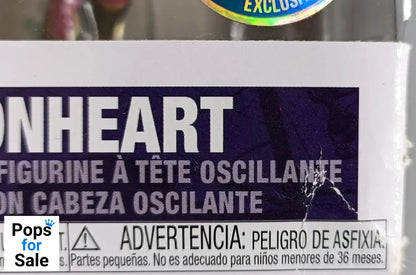 EXCLUSI
ONHEART
FIGURINE À TÊTE OSCILLANTE
ON CABEZA OSCILANTE
ADVERTENCIA: PELIGRO DE ASFIXIA.
Partes pequeñas. No es adecuado para niños menores de 36 meses.
Pops
for
Sale